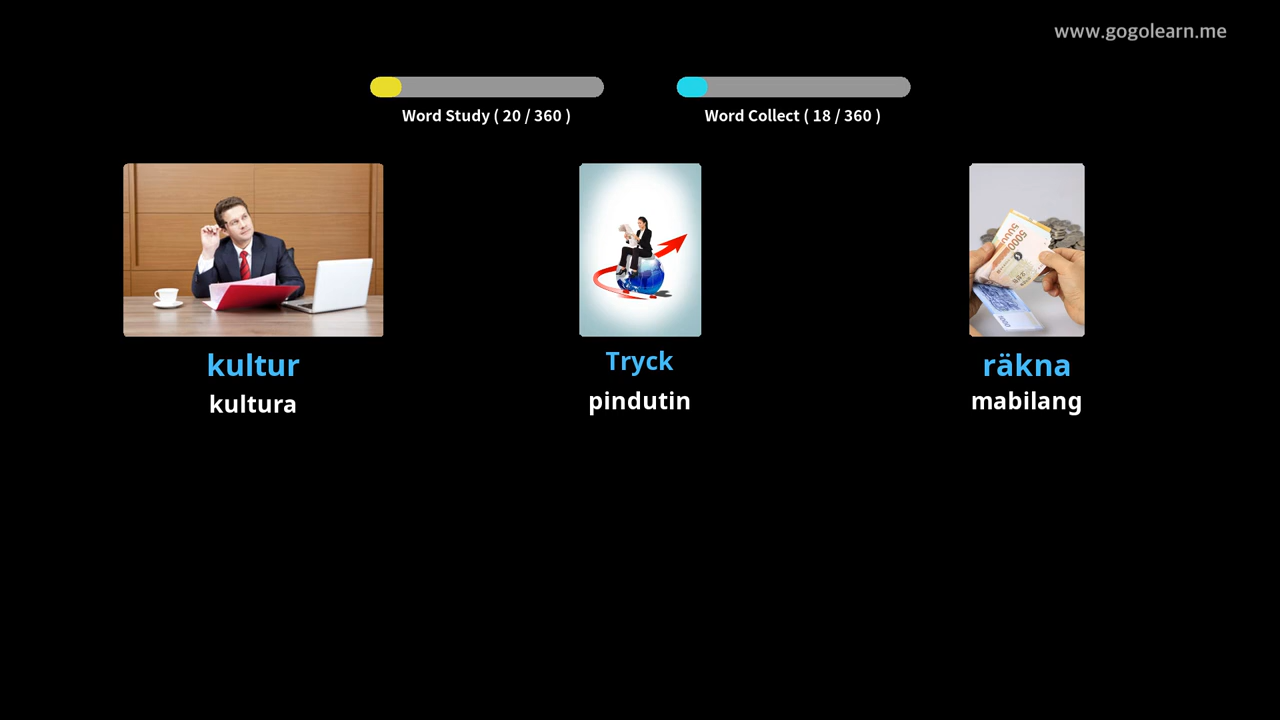 www.gogolearn.me
Word Study ( 20 / 360 )
Word Collect ( 18 / 360 )
kultur
kultura
Tryck
pindutin
räkna
mabilang